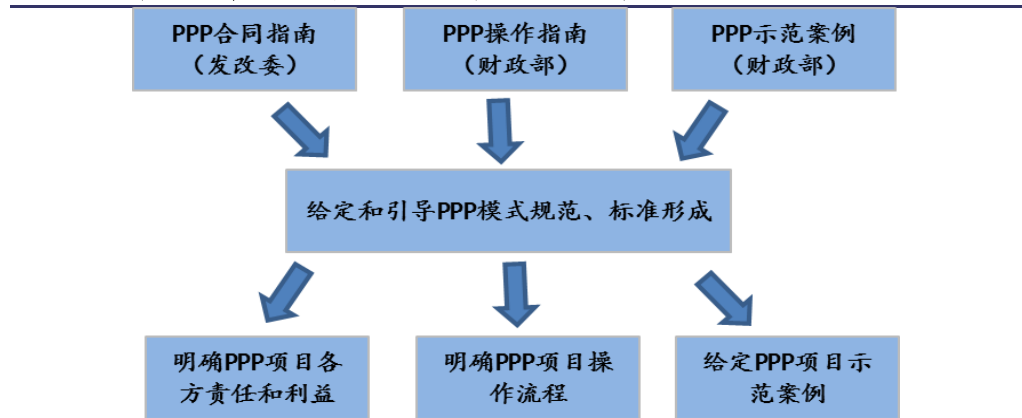 PPP合同指南
（发改委）
PPP操作指南
（财政部）
PPP示范案例
（财政部）
给定和引导PPP模式规范、标准形成
明确PPP项目各
方责任和利益
明确PPP项目操
作流程
给定PPP项目示
范案例